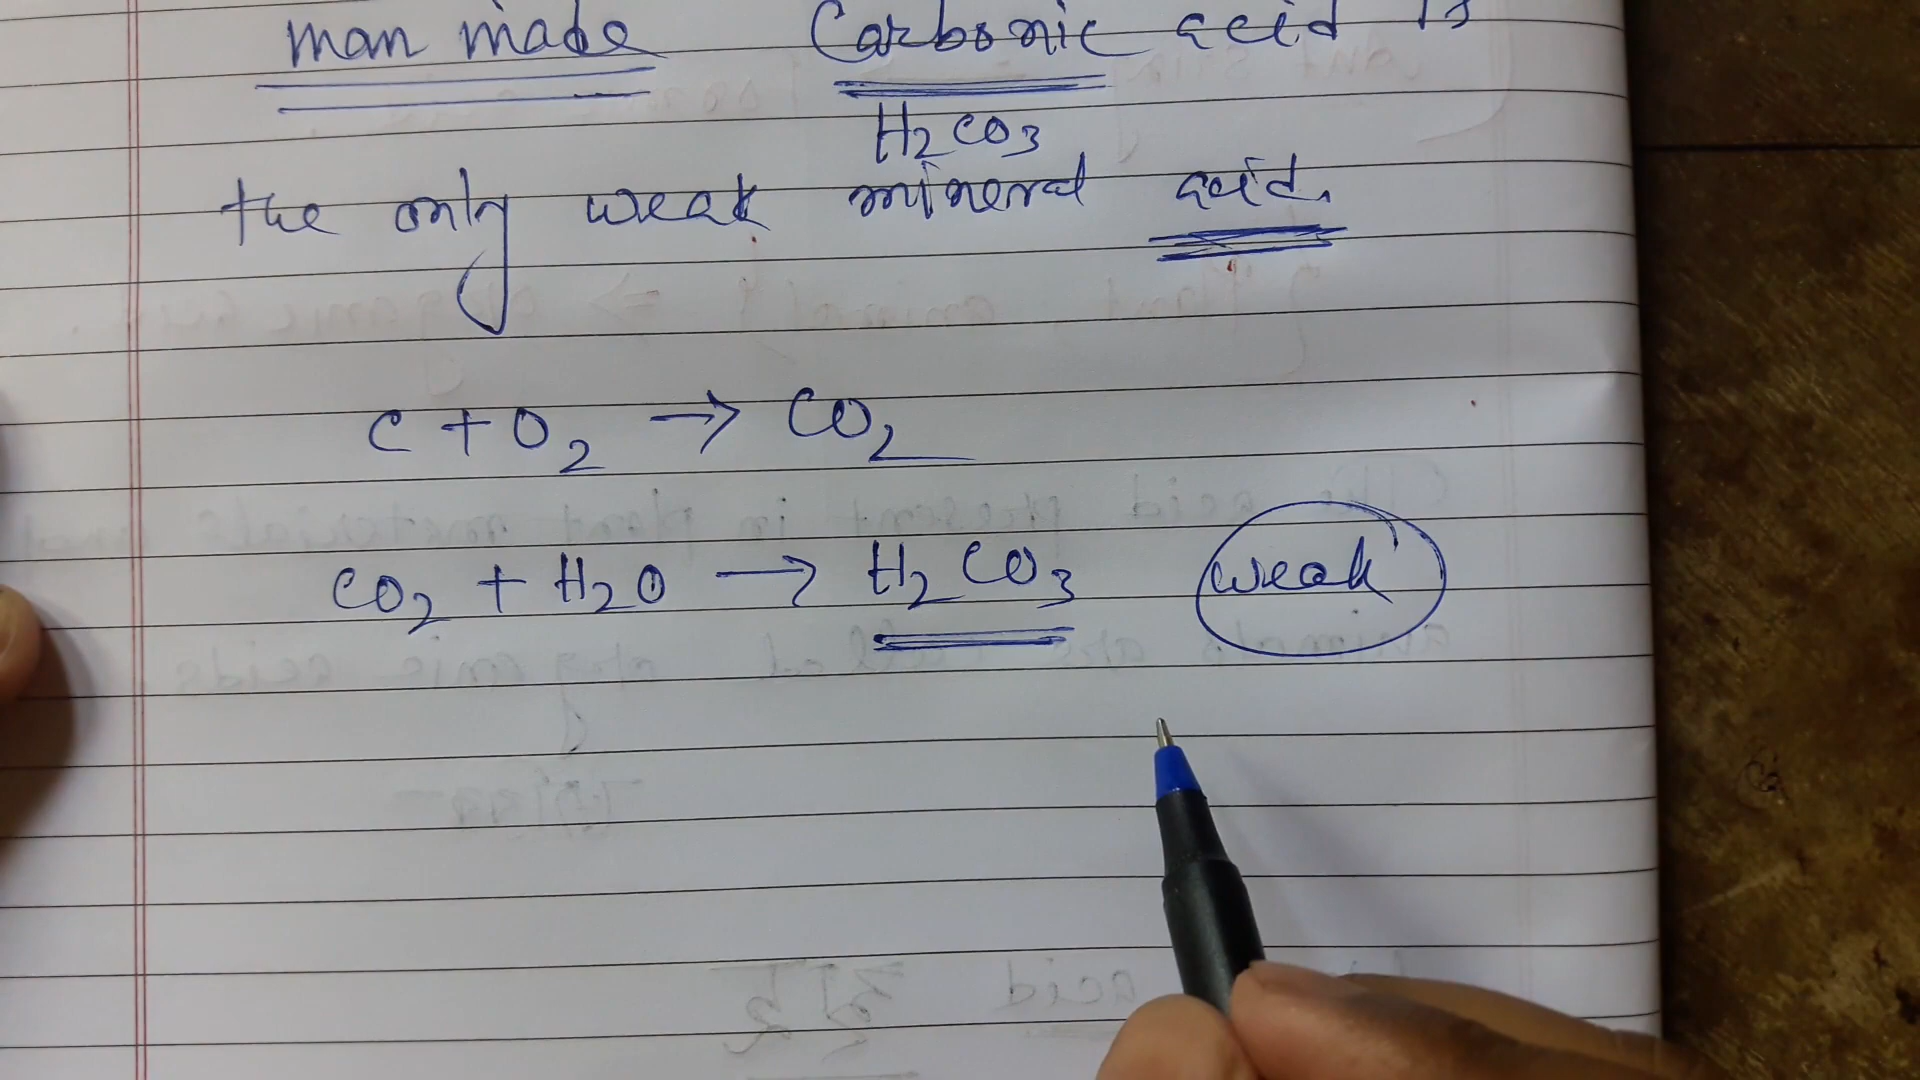 man made Carbonic acid is
H2CO3
the only weak mineral acid.
C + O2 → CO2
CO2 + H2O → H2CO3 weak